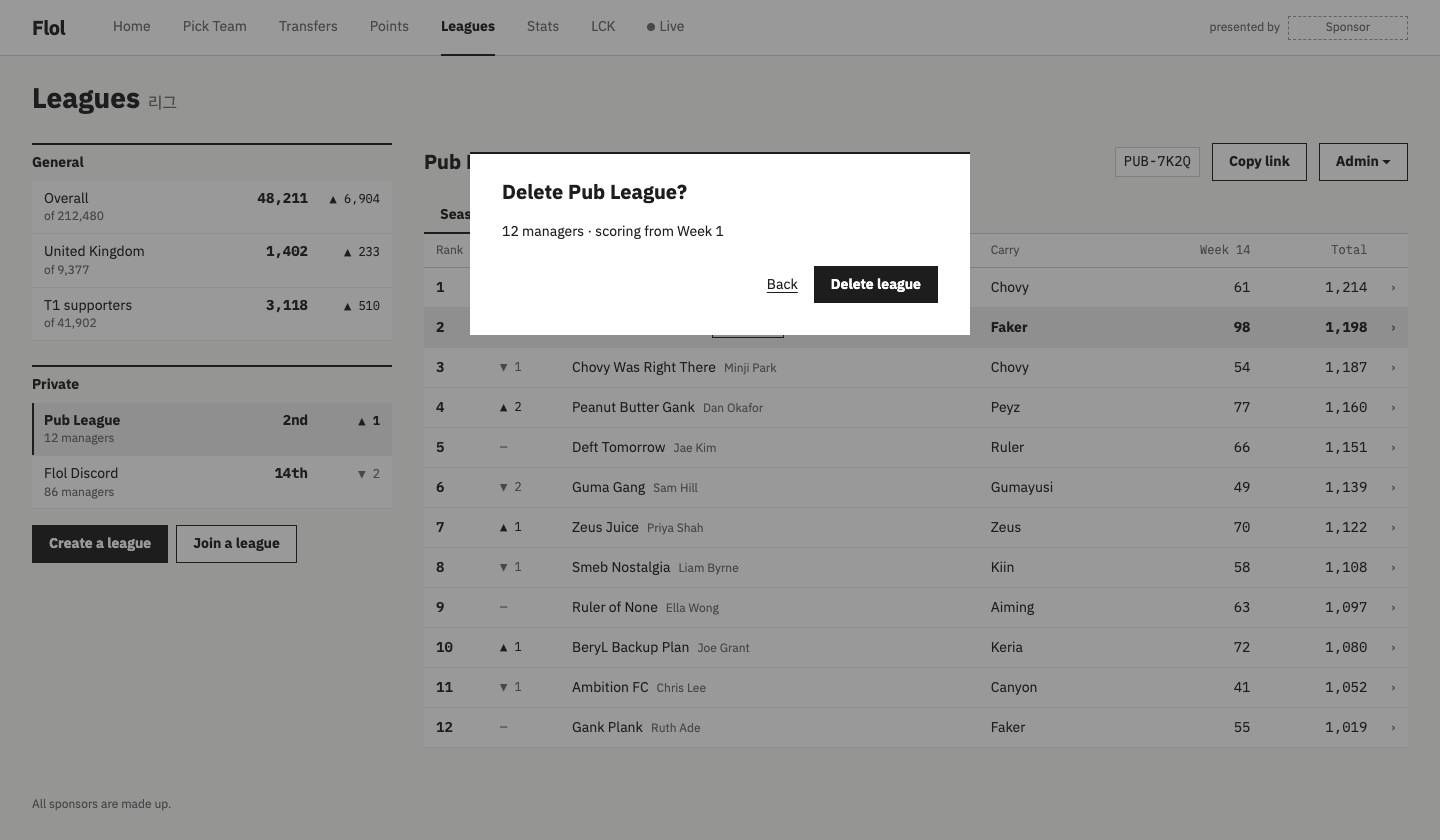 Flol Home Pick Team Transfers Points Leagues Stats LCK ● Live presented by Sponsor
Leagues 리그
General
Overall 48,211 ▲ 6,904
of 212,480
United Kingdom 1,402 ▲ 233
of 9,377
T1 supporters 3,118 ▲ 510
of 41,902
Private
Pub League 2nd ▲ 1
12 managers
Flol Discord 14th ▼ 2
86 managers
Create a league Join a league
Pub PUB-7K2Q Copy link Admin
Delete Pub League?
12 managers · scoring from Week 1
Back Delete league
Rank Carry Week 14 Total
1 Chovy 61 1,214 ›
2 Faker 98 1,198 ›
3 ▼ 1 Chovy Was Right There Minji Park Chovy 54 1,187 ›
4 ▲ 2 Peanut Butter Gank Dan Okafor Peyz 77 1,160 ›
5 – Deft Tomorrow Jae Kim Ruler 66 1,151 ›
6 ▼ 2 Guma Gang Sam Hill Gumayusi 49 1,139 ›
7 ▲ 1 Zeus Juice Priya Shah Zeus 70 1,122 ›
8 ▼ 1 Smeb Nostalgia Liam Byrne Kiin 58 1,108 ›
9 – Ruler of None Ella Wong Aiming 63 1,097 ›
10 ▲ 1 BeryL Backup Plan Joe Grant Keria 72 1,080 ›
11 ▼ 1 Ambition FC Chris Lee Canyon 41 1,052 ›
12 – Gank Plank Ruth Ade Faker 55 1,019 ›
All sponsors are made up.